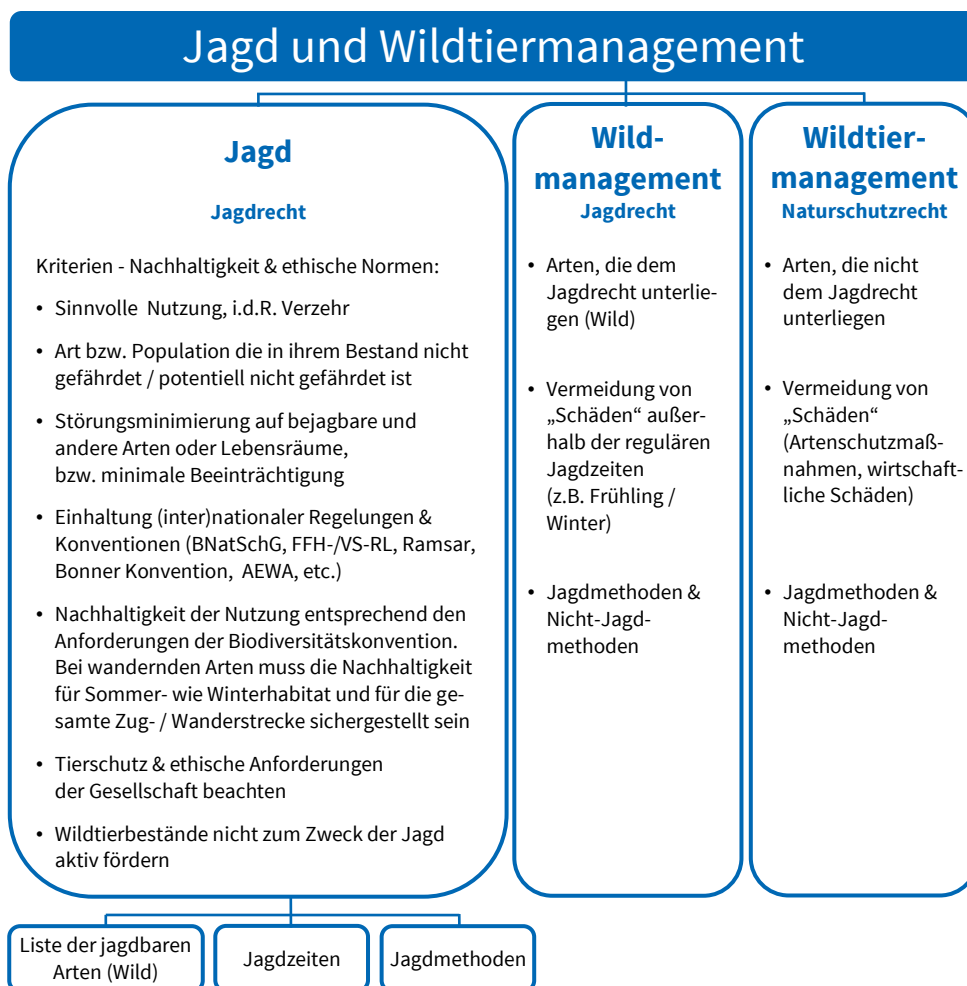 Jagd und Wildtiermanagement
Jagd
Jagdrecht
Kriterien - Nachhaltigkeit & ethische Normen:
• Sinnvolle Nutzung, i.d.R. Verzehr
• Art bzw. Population die in ihrem Bestand nicht
gefährdet / potentiell nicht gefährdet ist
• Störungsminimierung auf bejagbare und
andere Arten oder Lebensräume,
bzw. minimale Beeinträchtigung
• Einhaltung (inter)nationaler Regelungen &
Konventionen (BNatSchG, FFH-/VS-RL, Ramsar,
Bonner Konvention, AEWA, etc.)
• Nachhaltigkeit der Nutzung entsprechend den
Anforderungen der Biodiversitätskonvention.
Bei wandernden Arten muss die Nachhaltigkeit
für Sommer- wie Winterhabitat und für die ge-
samte Zug- / Wanderstrecke sichergestellt sein
• Tierschutz & ethische Anforderungen
der Gesellschaft beachten
• Wildtierbestände nicht zum Zweck der Jagd
aktiv fördern
Wild-
management
Jagdrecht
• Arten, die dem
Jagdrecht unterlie-
gen (Wild)
• Vermeidung von
„Schäden“ außer-
halb der regulären
Jagdzeiten
(z.B. Frühling /
Winter)
• Jagdmethoden &
Nicht-Jagd-
methoden
Wildtier-
management
Naturschutzrecht
• Arten, die nicht
dem Jagdrecht
unterliegen
• Vermeidung von
„Schäden“
(Artenschutzmaß-
nahmen, wirtschaft-
liche Schäden)
• Jagdmethoden &
Nicht-Jagd-
methoden
Liste der jagdbaren
Arten (Wild)
Jagdzeiten
Jagdmethoden